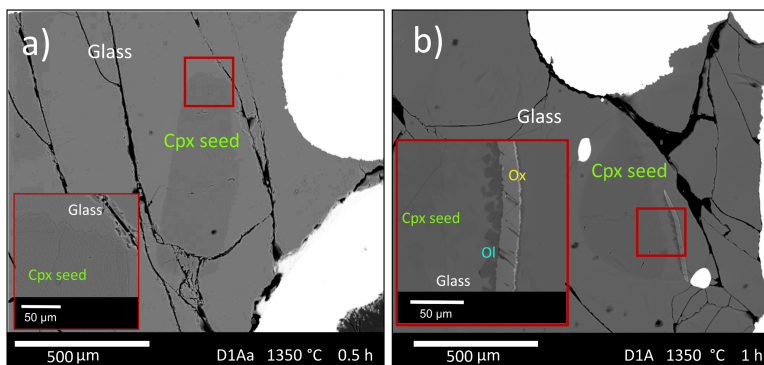 a)
Glass
Cpx seed
Glass
Cpx seed
50 µm
500 µm
D1Aa 1350 °C 0.5 h
b)
Glass
Cpx seed
Ox
Cpx seed
Ol
Glass
50 µm
500 µm
D1A 1350 °C 1 h